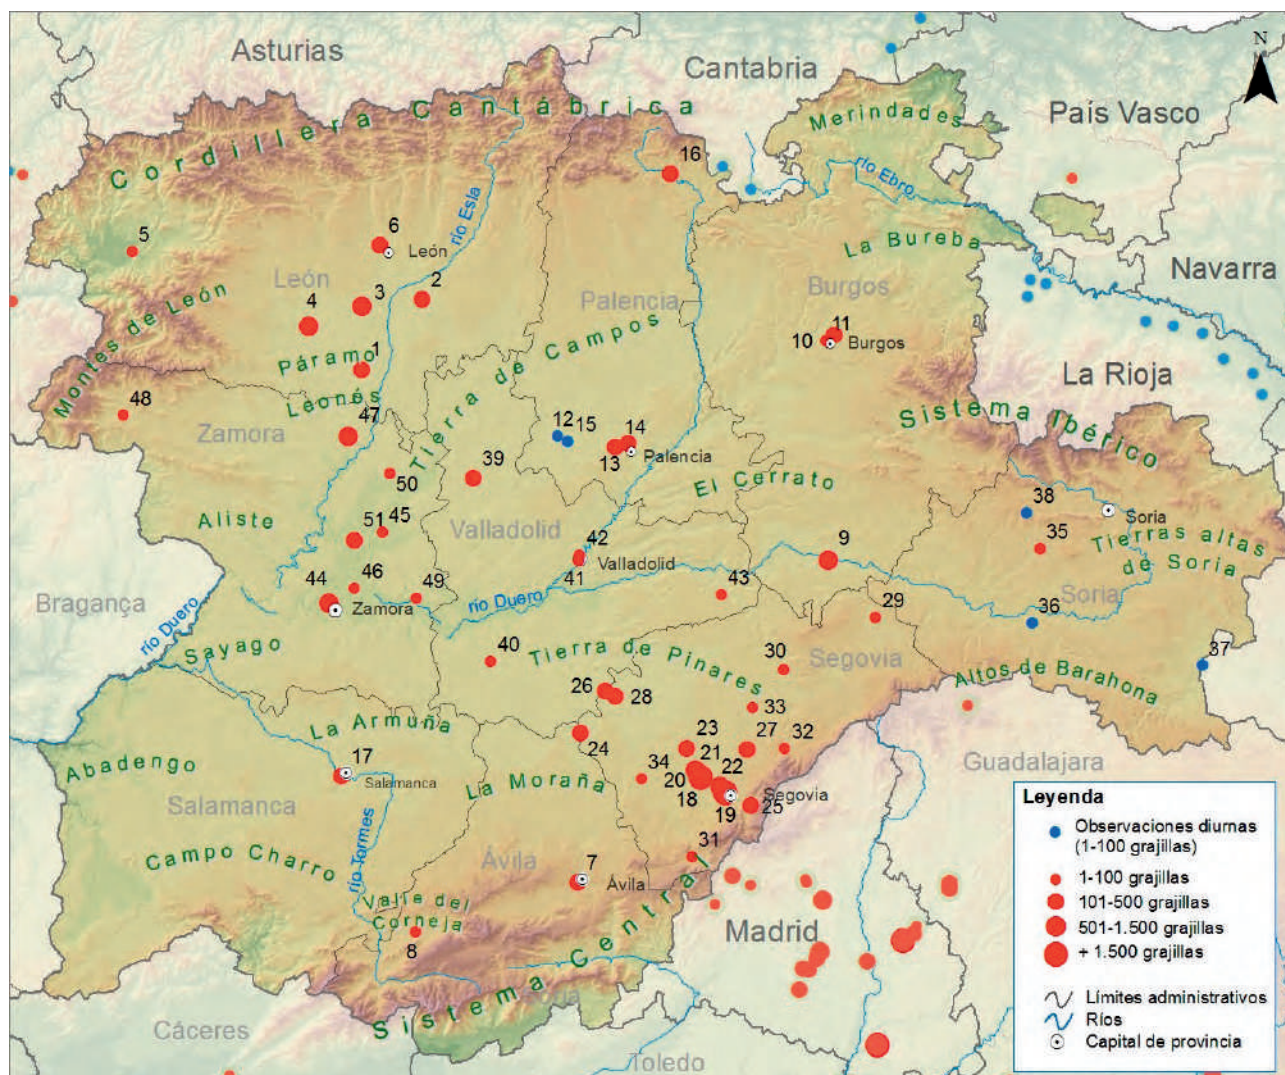 Asturias
Cantabria
País Vasco
Navarra
La Rioja
Cordillera Cantábrica
Merindades
N
río Ebro
La Bureba
río Esla
16
6
León
5
León
2
3
4
Montes de León
1
Páramo
Leonés
Palencia
Burgos
11
10
Burgos
Tierra de Campos
48
Zamora
47
12
15
14
13
Palencia
39
50
Sistema Ibérico
El Cerrato
38
Soria
35
Tierras altas
de Soria
Soria
Aliste
51
45
Valladolid
42
Valladolid
41
9
Bragança
río Duero
44
46
49
Zamora
río Duero
43
29
36
37
Sayago
40
Tierra de Pinares
30
Segovia
Altos de Barahona
26
28
33
La Armuña
24
23
27
32
21
22
34
20
18
19
Segovia
25
Abadengo
17
Salamanca
Salamanca
La Moraña
Guadalajara
31
Campo Charro
río Tormes
Ávila
7
Ávila
Valle del
Corneja
8
Sistema Central
Madrid
Cáceres
Toledo
Leyenda
Observaciones diurnas
(1-100 grajillas)
1-100 grajillas
101-500 grajillas
501-1.500 grajillas
+ 1.500 grajillas
Límites administrativos
Ríos
Capital de provincia